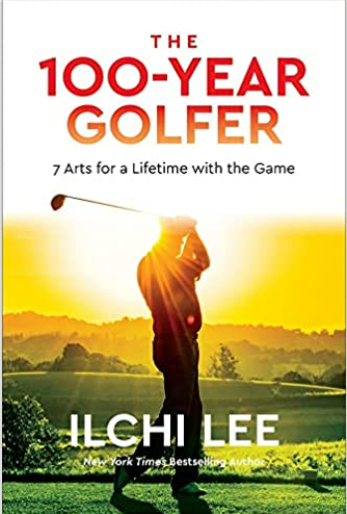 THE
100-YEAR
GOLFER
7 Arts for a Lifetime with the Game
ILCHI LEE
New York Times Bestselling Author